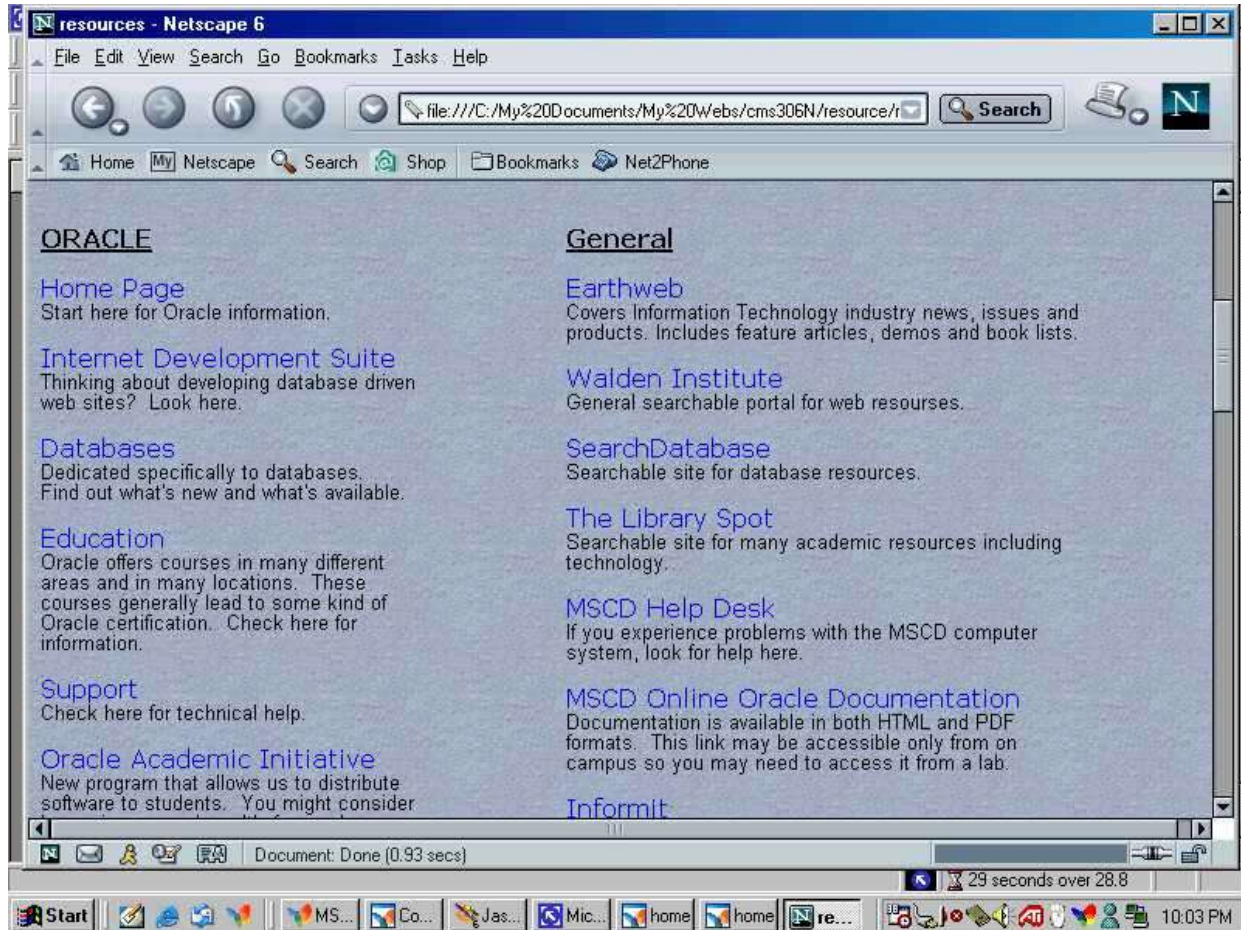 resources - Netscape 6
File Edit View Search Go Bookmarks Tasks Help
file:///C:/My%20Documents/My%20Webs/cms306N/resource/r
Search
N
Home My Netscape Search Shop Bookmarks Net2Phone
ORACLE
Home Page
Start here for Oracle information.
Internet Development Suite
Thinking about developing database driven
web sites? Look here.
Databases
Dedicated specifically to databases.
Find out what's new and what's available.
Education
Oracle offers courses in many different
areas and in many locations. These
courses generally lead to some kind of
Oracle certification. Check here for
information.
Support
Check here for technical help.
Oracle Academic Initiative
New program that allows us to distribute
software to students. You might consider
General
Earthweb
Covers Information Technology industry news, issues and
products. Includes feature articles, demos and book lists.
Walden Institute
General searchable portal for web resourses.
SearchDatabase
Searchable site for database resources.
The Library Spot
Searchable site for many academic resources including
technology.
MSCD Help Desk
If you experience problems with the MSCD computer
system, look for help here.
MSCD Online Oracle Documentation
Documentation is available in both HTML and PDF
formats. This link may be accessible only from on
campus so you may need to access it from a lab.
Informit
Document: Done (0.93 secs)
29 seconds over 28.8
Start MS... Co... Jas... Mic... home home re... 10:03 PM